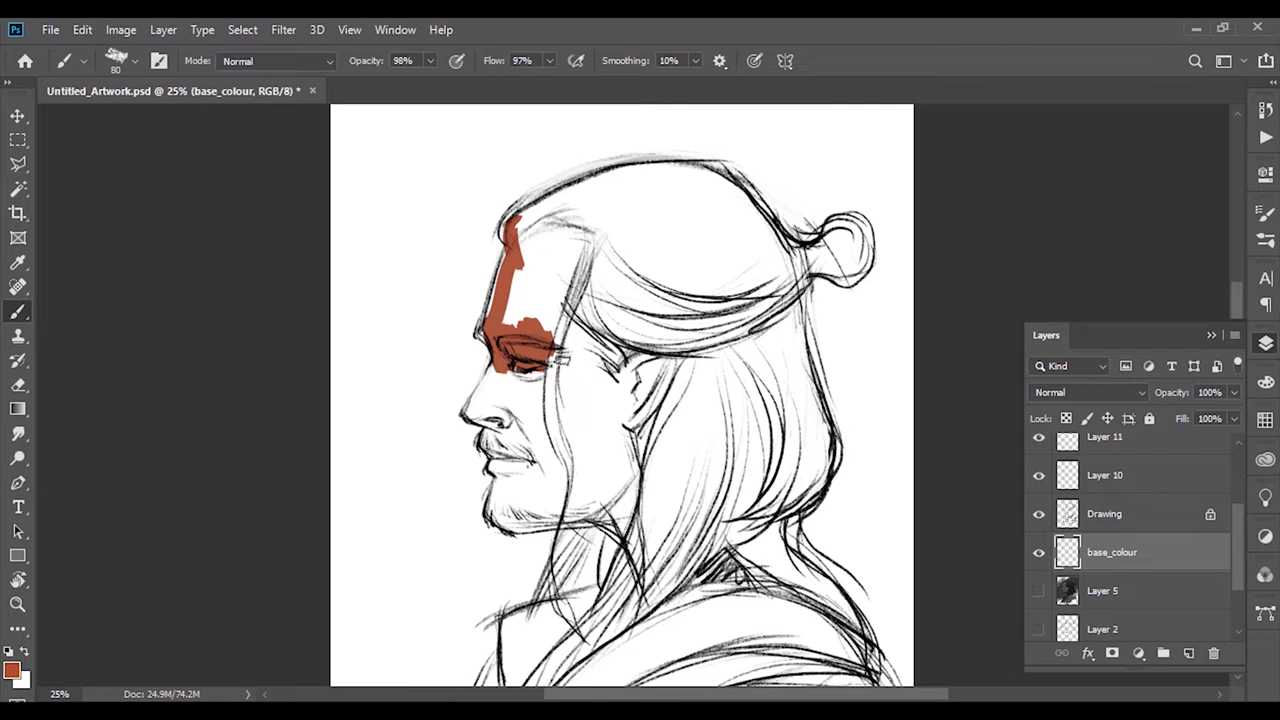 Ps File Edit Image Layer Type Select Filter 3D View Window Help
80 Mode: Normal Opacity: 98% Flow: 97% Smoothing: 10%
Untitled_Artwork.psd @ 25% (base_colour, RGB/8) *
Layers
Kind
Normal Opacity: 100%
Lock: Fill: 100%
Layer 11
Layer 10
Drawing
base_colour
Layer 5
Layer 2
fx
25% Doc: 24.9M/74.2M